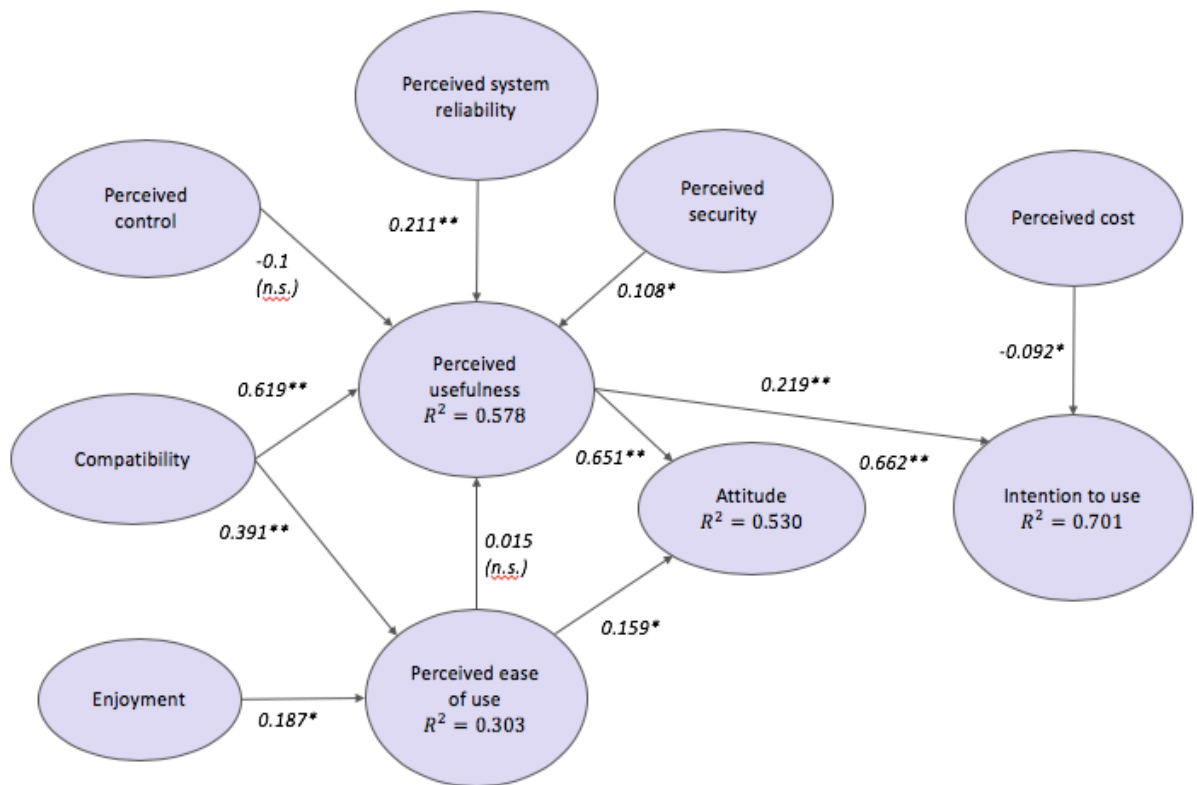 Perceived system
reliability
Perceived
control
Perceived
security
Perceived cost
0.211**
-0.1
(n.s.)
0.108*
-0.092*
Perceived
usefulness
R² = 0.578
0.619**
0.219**
Compatibility
0.651**
0.662**
Attitude
R² = 0.530
Intention to use
R² = 0.701
0.391**
0.015
(n.s.)
0.159*
Enjoyment
0.187*
Perceived ease
of use
R² = 0.303